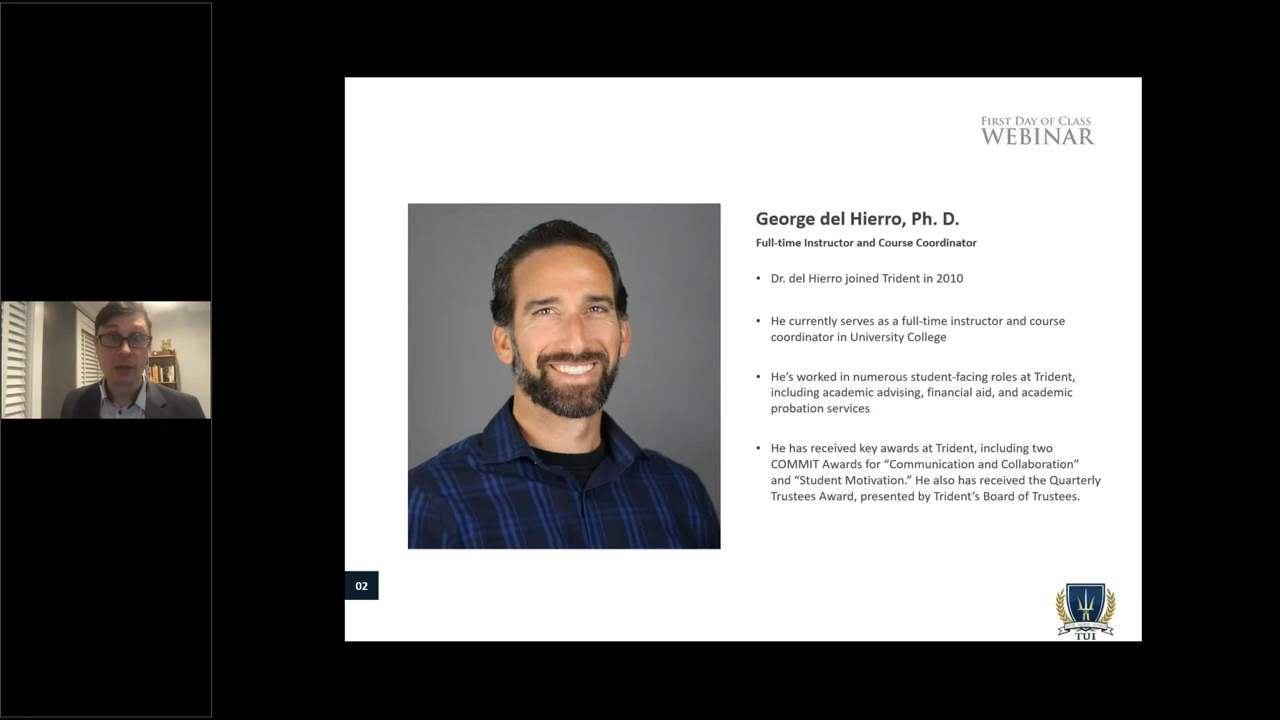 FIRST DAY OF CLASS
WEBINAR
George del Hierro, Ph. D.
Full-time Instructor and Course Coordinator
• Dr. del Hierro joined Trident in 2010
• He currently serves as a full-time instructor and course
coordinator in University College
• He’s worked in numerous student-facing roles at Trident,
including academic advising, financial aid, and academic
probation services
• He has received key awards at Trident, including two
COMMIT Awards for “Communication and Collaboration”
and “Student Motivation.” He also has received the Quarterly
Trustees Award, presented by Trident’s Board of Trustees.
02
TUI